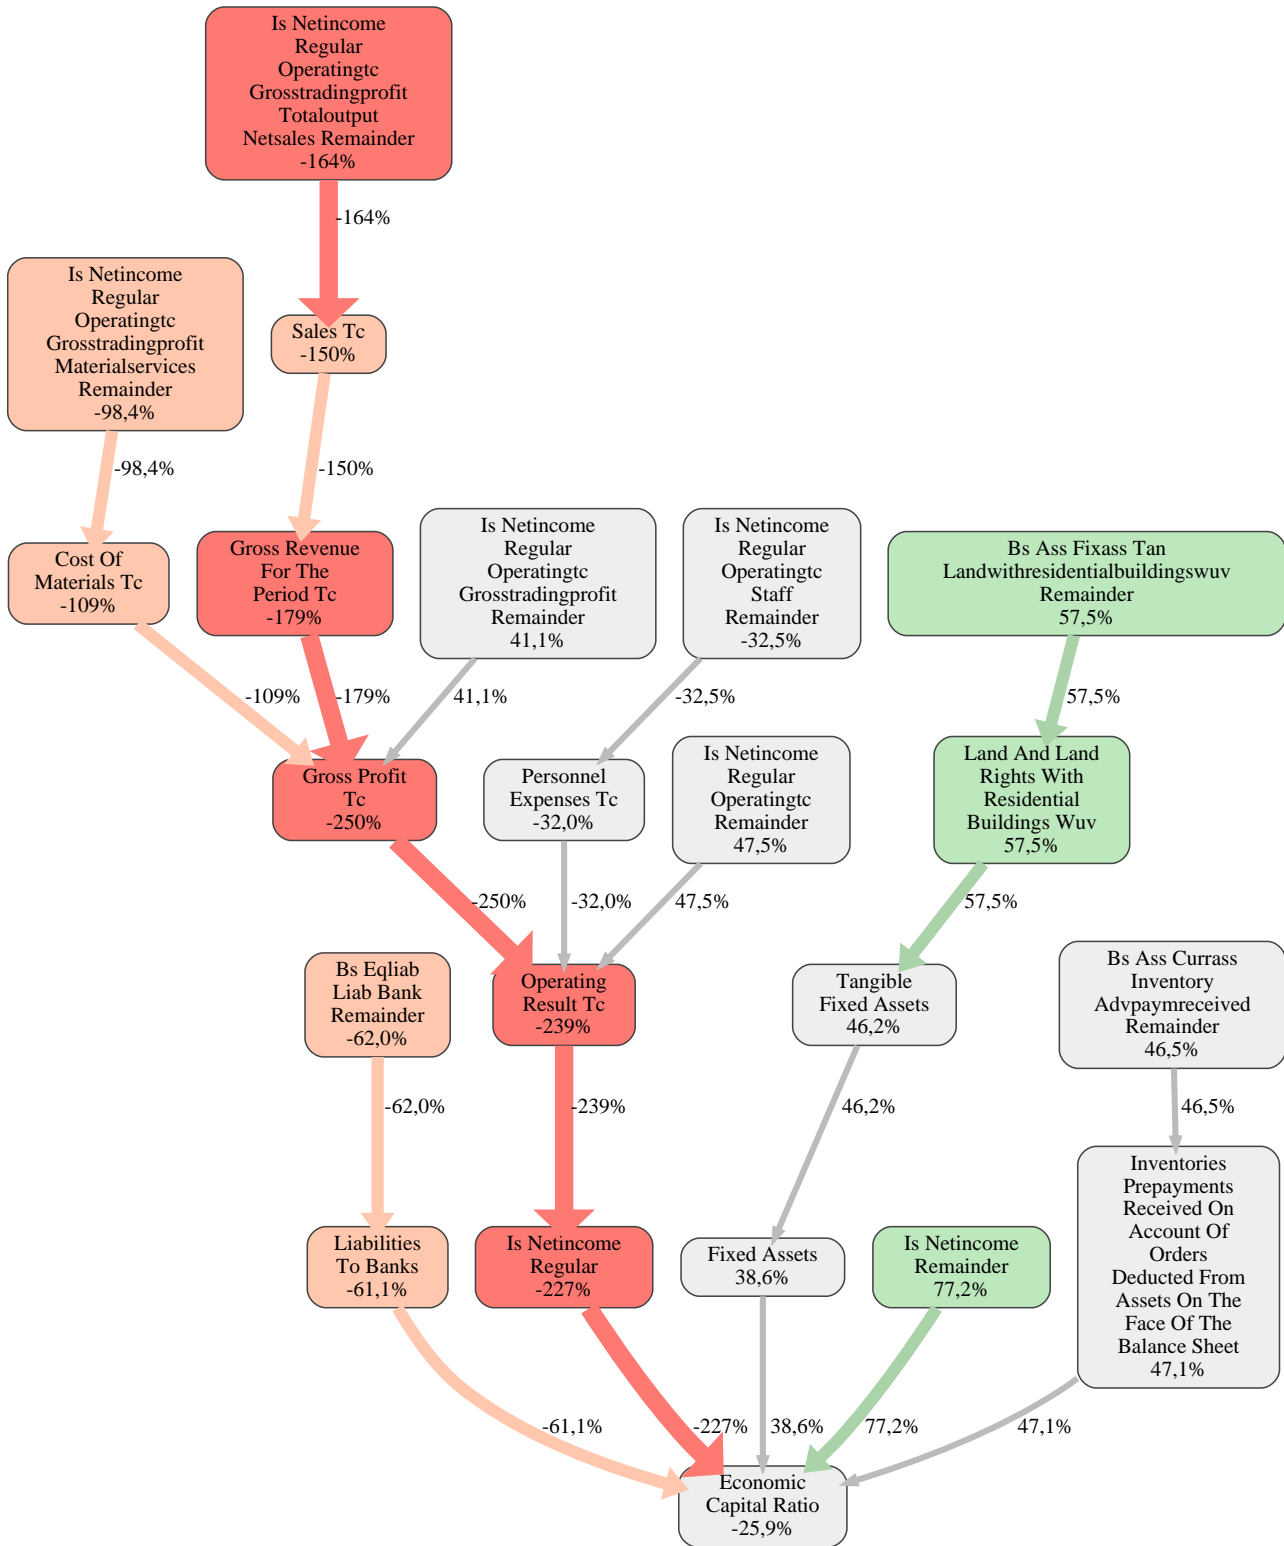 Is Netincome
Regular
Operatingtc
Grosstradingprofit
Totaloutput
Netsales Remainder
-164%
-164%
Is Netincome
Regular
Operatingtc
Grosstradingprofit
Materialservices
Remainder
-98,4%
Sales Tc
-150%
-98,4%
-150%
Cost Of
Materials Tc
-109%
Gross Revenue
For The
Period Tc
-179%
Is Netincome
Regular
Operatingtc
Grosstradingprofit
Remainder
41,1%
Is Netincome
Regular
Operatingtc
Staff
Remainder
-32,5%
Bs Ass Fixass Tan
Landwithresidentialbuildingswuv
Remainder
57,5%
-109%
-179%
41,1%
-32,5%
57,5%
Gross Profit
Tc
-250%
Personnel
Expenses Tc
-32,0%
Is Netincome
Regular
Operatingtc
Remainder
47,5%
Land And Land
Rights With
Residential
Buildings Wuv
57,5%
-250%
-32,0%
47,5%
57,5%
Bs Eqliab
Liab Bank
Remainder
-62,0%
Operating
Result Tc
-239%
Tangible
Fixed Assets
46,2%
Bs Ass Currass
Inventory
Advpaymreceived
Remainder
46,5%
-62,0%
-239%
46,2%
46,5%
Liabilities
To Banks
-61,1%
Is Netincome
Regular
-227%
Fixed Assets
38,6%
Is Netincome
Remainder
77,2%
Inventories
Prepayments
Received On
Account Of
Orders
Deducted From
Assets On The
Face Of The
Balance Sheet
47,1%
-61,1%
-227%
38,6%
77,2%
47,1%
Economic
Capital Ratio
-25,9%